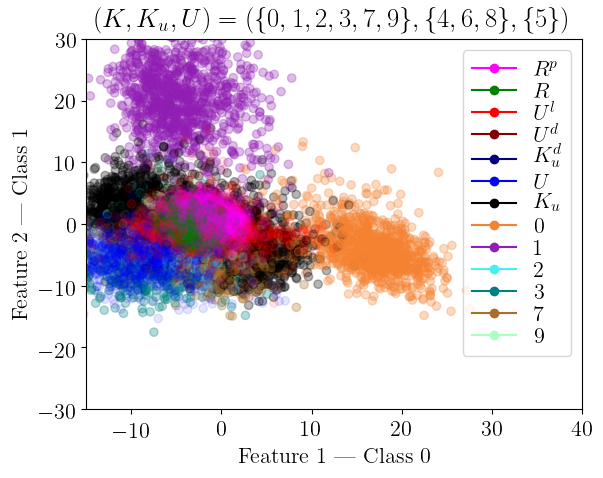 (K, K_u, U) = ({0, 1, 2, 3, 7, 9}, {4, 6, 8}, {5})
30
20
10
0
−10
−20
−30
Feature 2 — Class 1
−10 0 10 20 30 40
Feature 1 — Class 0
R^p
R
U^l
U^d
K_u^d
U
K_u
0
1
2
3
7
9